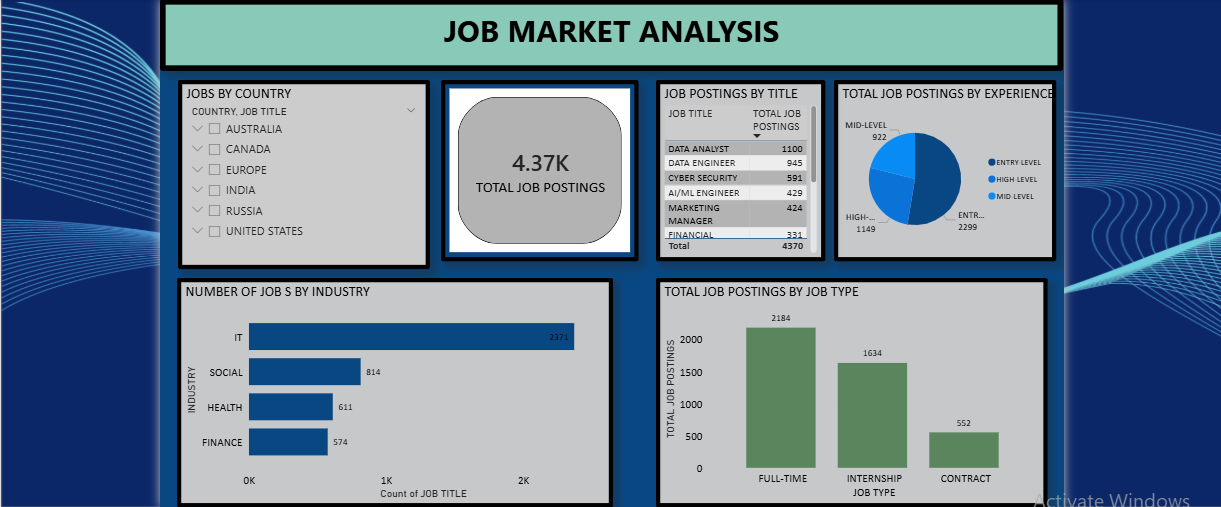 JOB MARKET ANALYSIS
JOBS BY COUNTRY
COUNTRY, JOB TITLE
AUSTRALIA
CANADA
EUROPE
INDIA
RUSSIA
UNITED STATES
4.37K
TOTAL JOB POSTINGS
JOB POSTINGS BY TITLE
JOB TITLE TOTAL JOB
POSTINGS
DATA ANALYST 1100
DATA ENGINEER 945
CYBER SECURITY 591
AI/ML ENGINEER 429
MARKETING 424
MANAGER
FINANCIAL 331
Total 4370
TOTAL JOB POSTINGS BY EXPERIENCE
MID-LEVEL
922
HIGH-...
1149
ENTR...
2299
ENTRY-LEVEL
HIGH-LEVEL
MID-LEVEL
NUMBER OF JOB S BY INDUSTRY
INDUSTRY
IT 2371
SOCIAL 814
HEALTH 611
FINANCE 574
0K 1K 2K
Count of JOB TITLE
TOTAL JOB POSTINGS BY JOB TYPE
TOTAL JOB POSTINGS
2000
1500
1000
500
0
2184
1634
552
FULL-TIME INTERNSHIP CONTRACT
JOB TYPE
Activate Windows